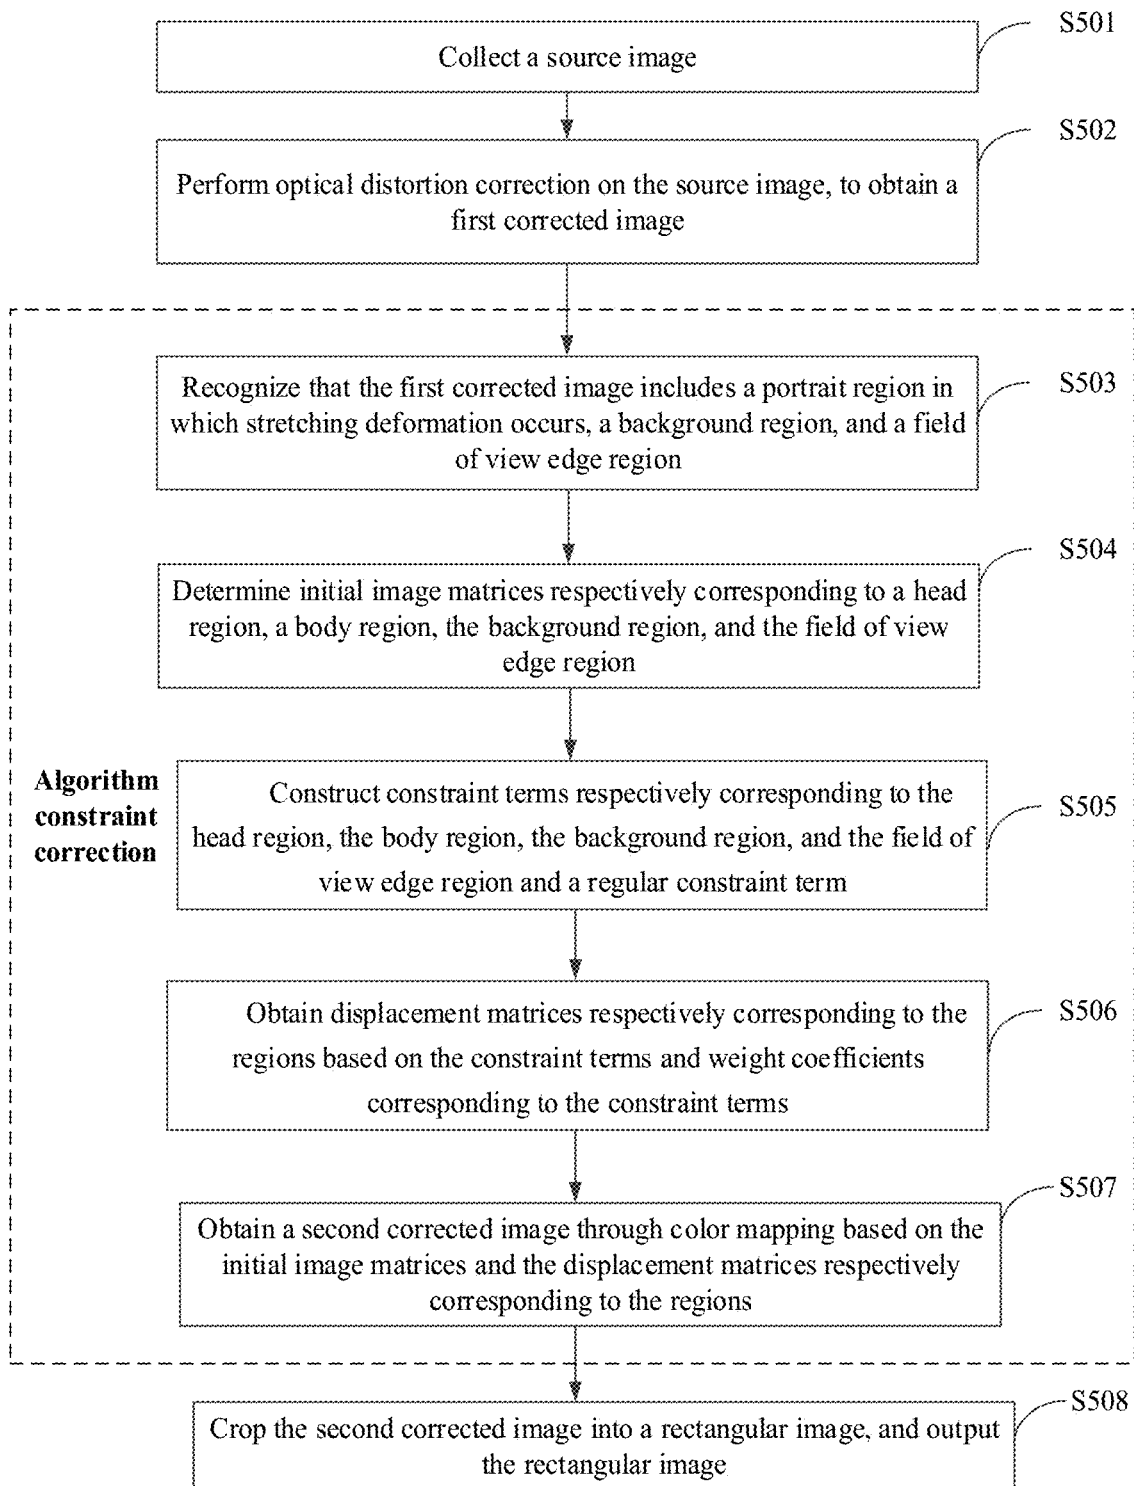 S501
Collect a source image
S502
Perform optical distortion correction on the source image, to obtain a
first corrected image
S503
Recognize that the first corrected image includes a portrait region in
which stretching deformation occurs, a background region, and a field
of view edge region
S504
Determine initial image matrices respectively corresponding to a head
region, a body region, the background region, and the field of view
edge region
Algorithm
constraint
correction
S505
Construct constraint terms respectively corresponding to the
head region, the body region, the background region, and the field of
view edge region and a regular constraint term
S506
Obtain displacement matrices respectively corresponding to the
regions based on the constraint terms and weight coefficients
corresponding to the constraint terms
S507
Obtain a second corrected image through color mapping based on the
initial image matrices and the displacement matrices respectively
corresponding to the regions
S508
Crop the second corrected image into a rectangular image, and output
the rectangular image